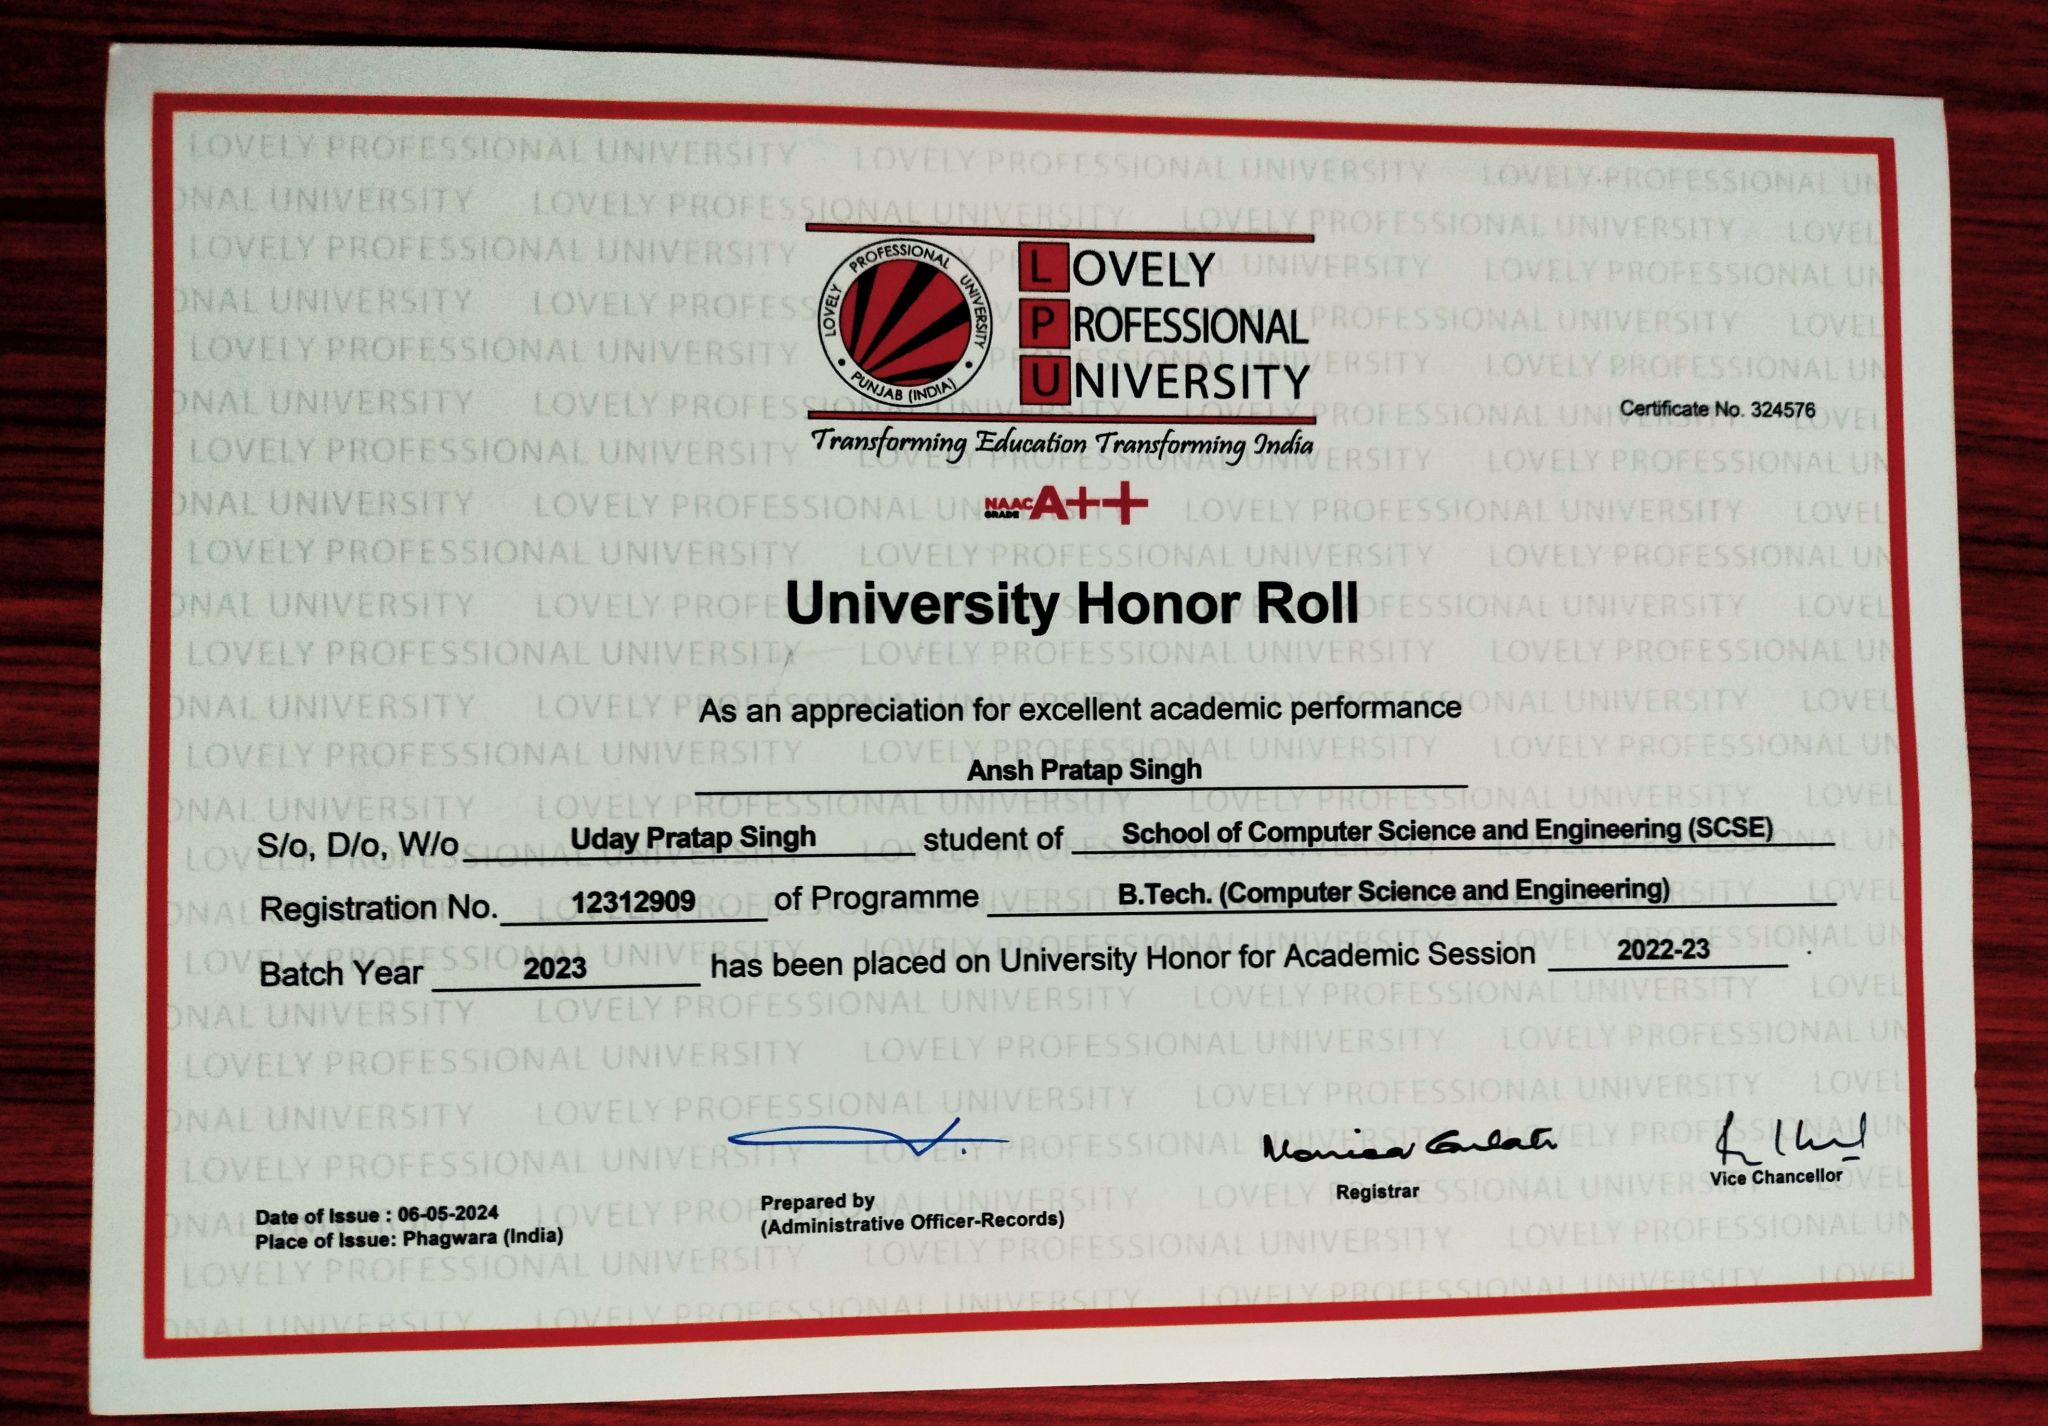 LOVELY PROFESSIONAL UNIVERSITY
PUNJAB (INDIA)
LOVELY
PROFESSIONAL
UNIVERSITY
Transforming Education Transforming India
Certificate No. 324576
NAAC GRADE A++
University Honor Roll
As an appreciation for excellent academic performance
Ansh Pratap Singh
S/o, D/o, W/o Uday Pratap Singh student of School of Computer Science and Engineering (SCSE)
Registration No. 12312909 of Programme B.Tech. (Computer Science and Engineering)
Batch Year 2023 has been placed on University Honor for Academic Session 2022-23 .
Monica Gulati
Registrar
Vice Chancellor
Prepared by
(Administrative Officer-Records)
Date of Issue : 06-05-2024
Place of Issue: Phagwara (India)